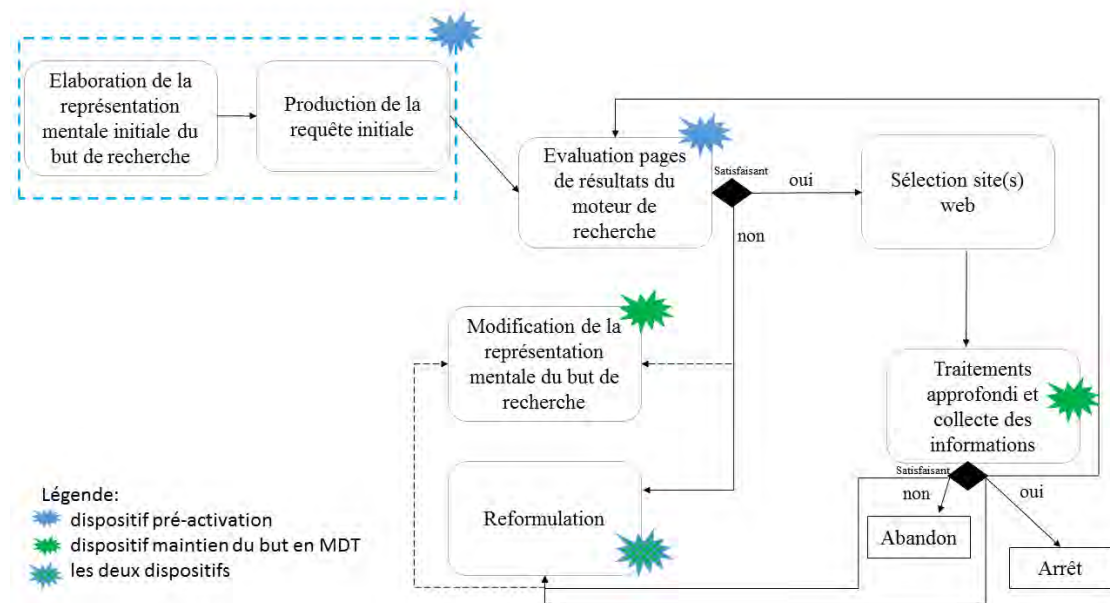 Elaboration de la
représentation
mentale initiale du
but de recherche
Production de la
requête initiale
Evaluation pages
de résultats du
moteur de
recherche
Satisfaisant
oui
non
Sélection site(s)
web
Modification de la
représentation
mentale du but de
recherche
Traitements
approfondi et
collecte des
informations
Satisfaisant
non
oui
Reformulation
Abandon
Arrêt
Légende:
dispositif pré-activation
dispositif maintien du but en MDT
les deux dispositifs